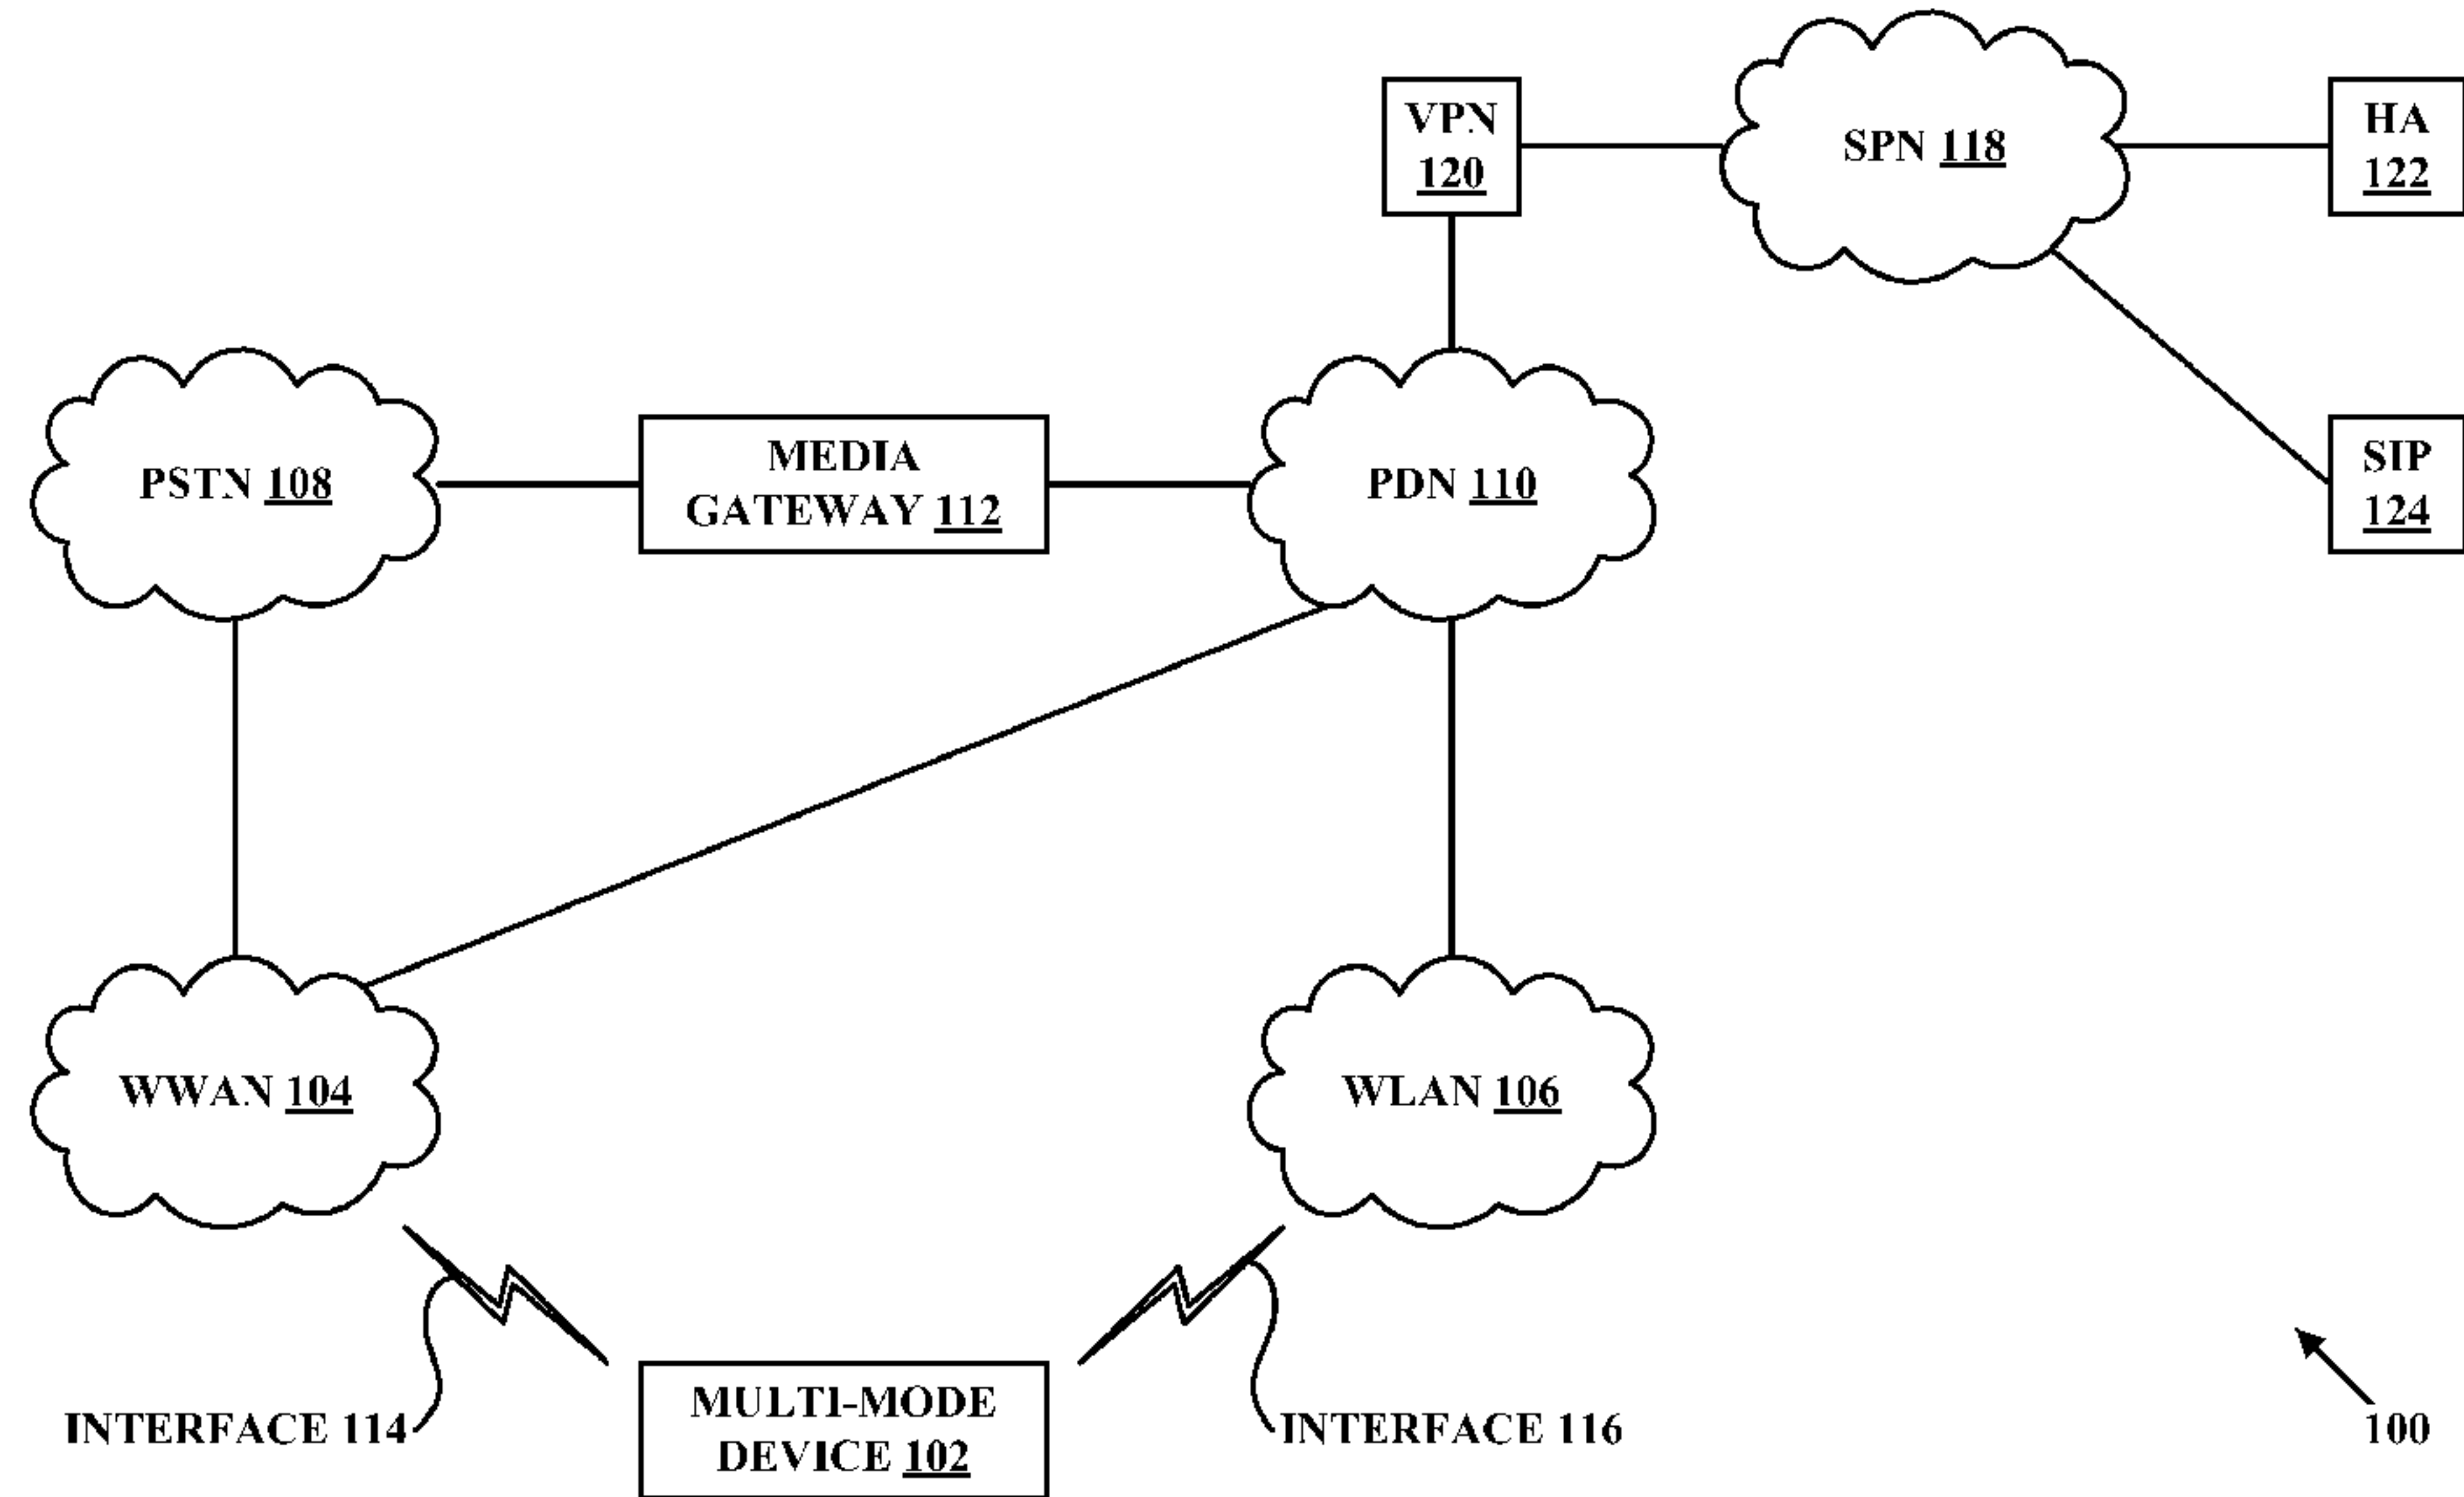 VPN
120
SPN 118
HA
122
PSTN 108
MEDIA
GATEWAY 112
PDN 110
SIP
124
WWAN 104
WLAN 106
INTERFACE 114
MULTI-MODE
DEVICE 102
INTERFACE 116
100